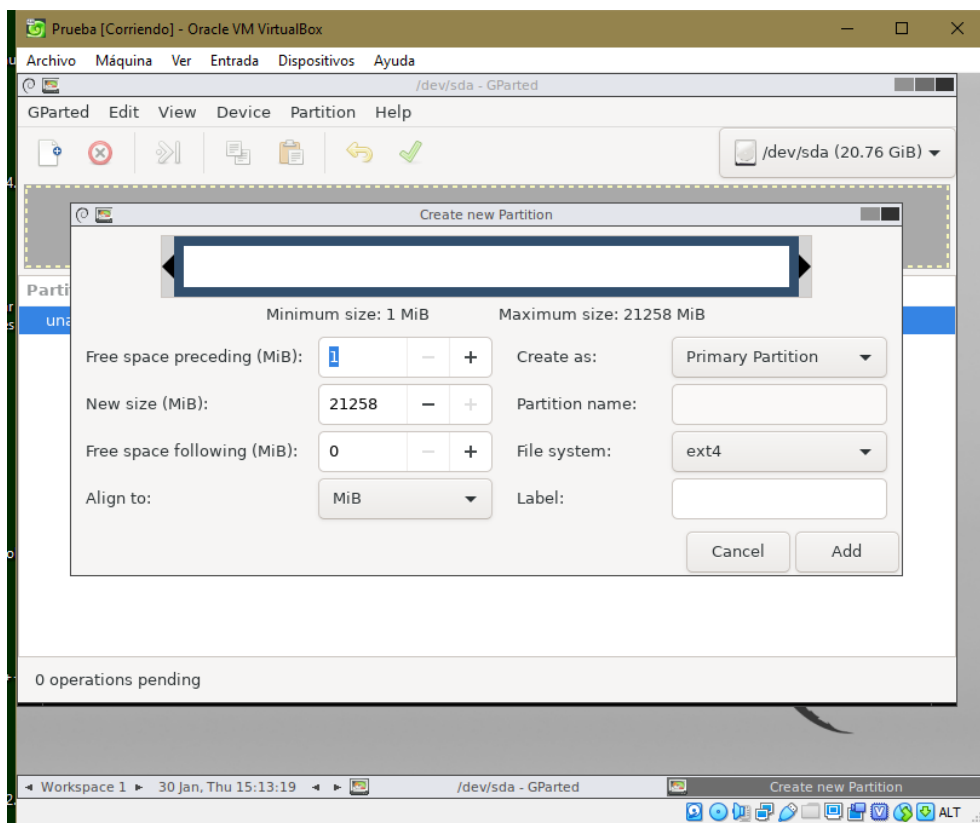 Prueba [Corriendo] - Oracle VM VirtualBox
Archivo Máquina Ver Entrada Dispositivos Ayuda
/dev/sda - GParted
GParted Edit View Device Partition Help
/dev/sda (20.76 GiB)
Create new Partition
Parti
una
Minimum size: 1 MiB Maximum size: 21258 MiB
Free space preceding (MiB): 1 Create as: Primary Partition
New size (MiB): 21258 Partition name:
Free space following (MiB): 0 File system: ext4
Align to: MiB Label:
Cancel Add
0 operations pending
Workspace 1 30 Jan, Thu 15:13:19 /dev/sda - GParted Create new Partition
ALT